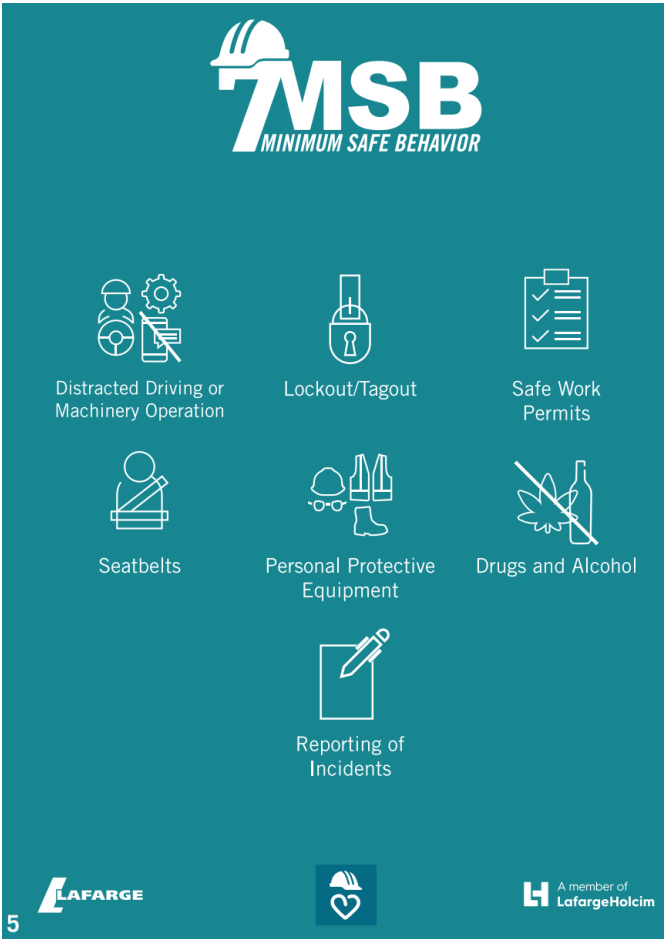 7MSB
MINIMUM SAFE BEHAVIOR
Distracted Driving or
Machinery Operation
Lockout/Tagout
Safe Work
Permits
Seatbelts
Personal Protective
Equipment
Drugs and Alcohol
Reporting of
Incidents
LAFARGE
A member of
LafargeHolcim
5